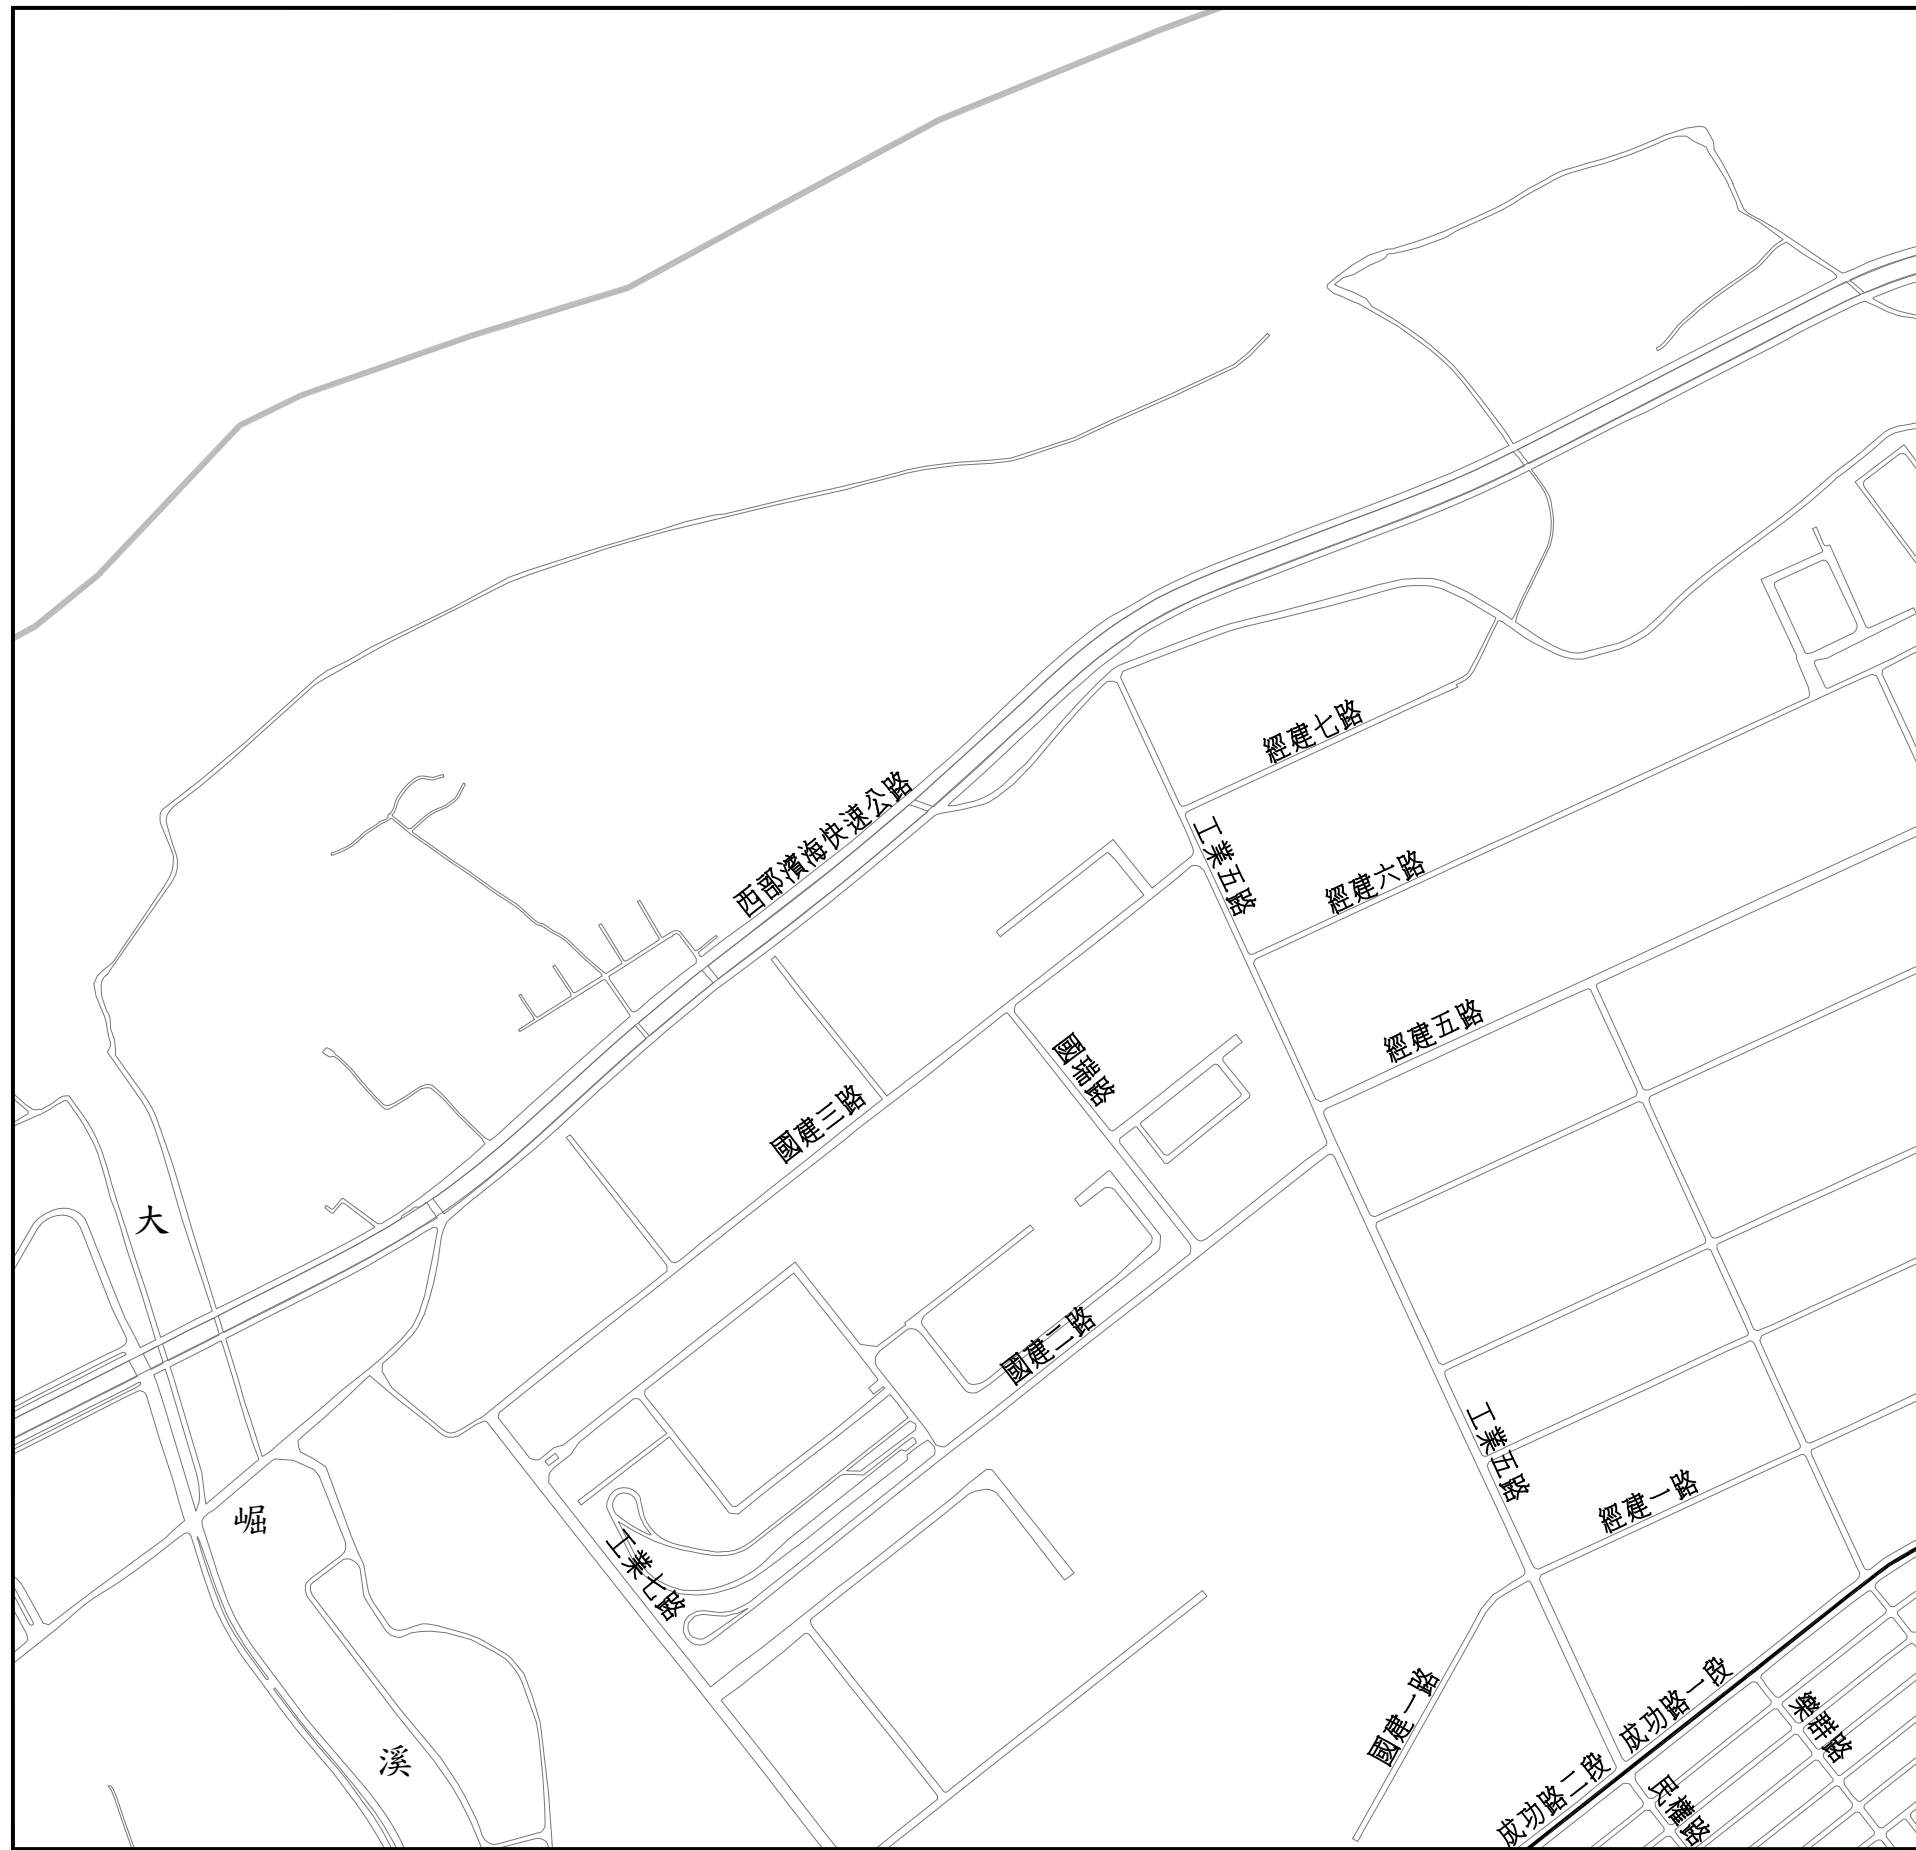 經建七路
西部濱海快速公路
工業五路
經建六路
經建五路
國瑞路
國建三路
大
國建二路
工業五路
經建一路
崛
工業七路
國建一路
成功路一段
樂群路
溪
成功路二段
民權路